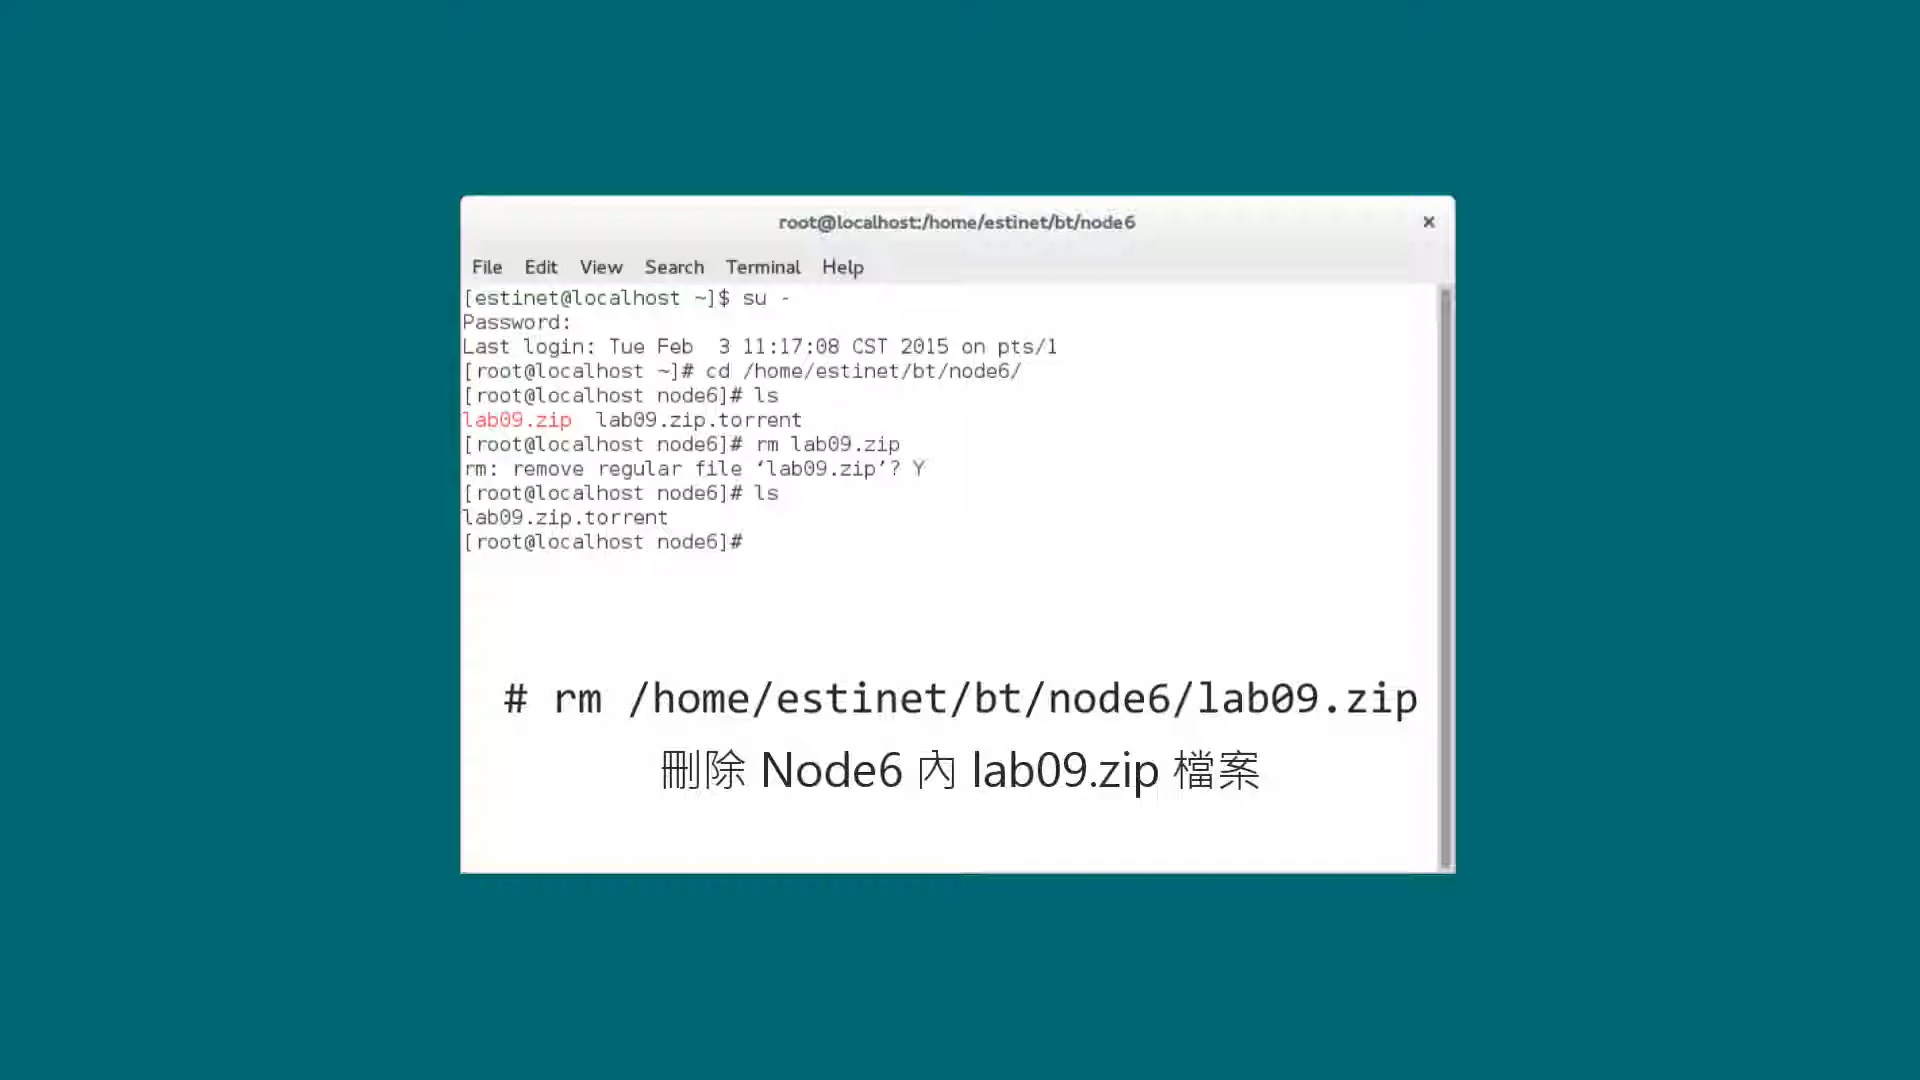 root@localhost:/home/estinet/bt/node6 ×
File Edit View Search Terminal Help
[estinet@localhost ~]$ su -
Password:
Last login: Tue Feb  3 11:17:08 CST 2015 on pts/1
[root@localhost ~]# cd /home/estinet/bt/node6/
[root@localhost node6]# ls
lab09.zip  lab09.zip.torrent
[root@localhost node6]# rm lab09.zip
rm: remove regular file ‘lab09.zip’? Y
[root@localhost node6]# ls
lab09.zip.torrent
[root@localhost node6]#
# rm /home/estinet/bt/node6/lab09.zip
刪除 Node6 內 lab09.zip 檔案